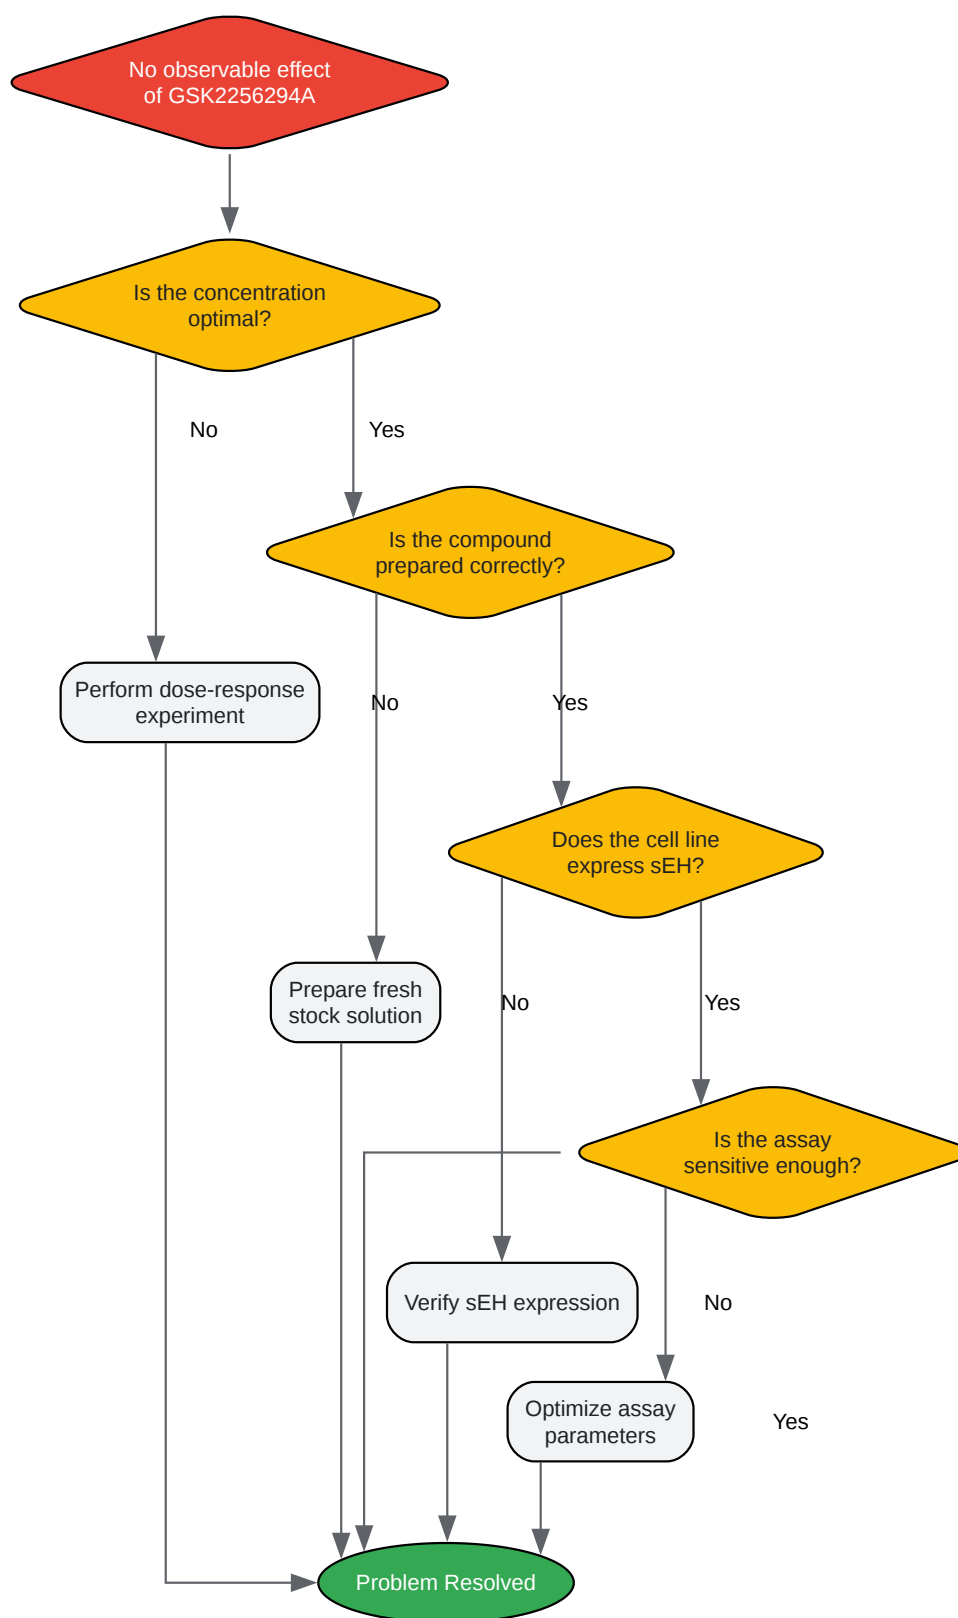 No observable effect
of GSK2256294A
Is the concentration
optimal?
No
Yes
Is the compound
prepared correctly?
Perform dose-response
experiment
No
Yes
Does the cell line
express sEH?
Prepare fresh
stock solution
No
Yes
Is the assay
sensitive enough?
Verify sEH expression
No
Optimize assay
parameters
Yes
Problem Resolved